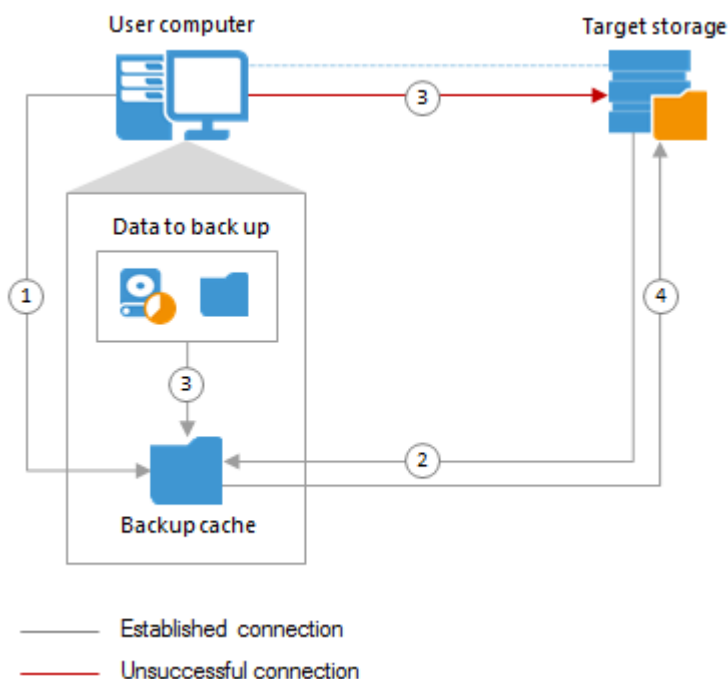 User computer
Target storage
3
Data to back up
1
4
3
2
Backup cache
Established connection
Unsuccessful connection